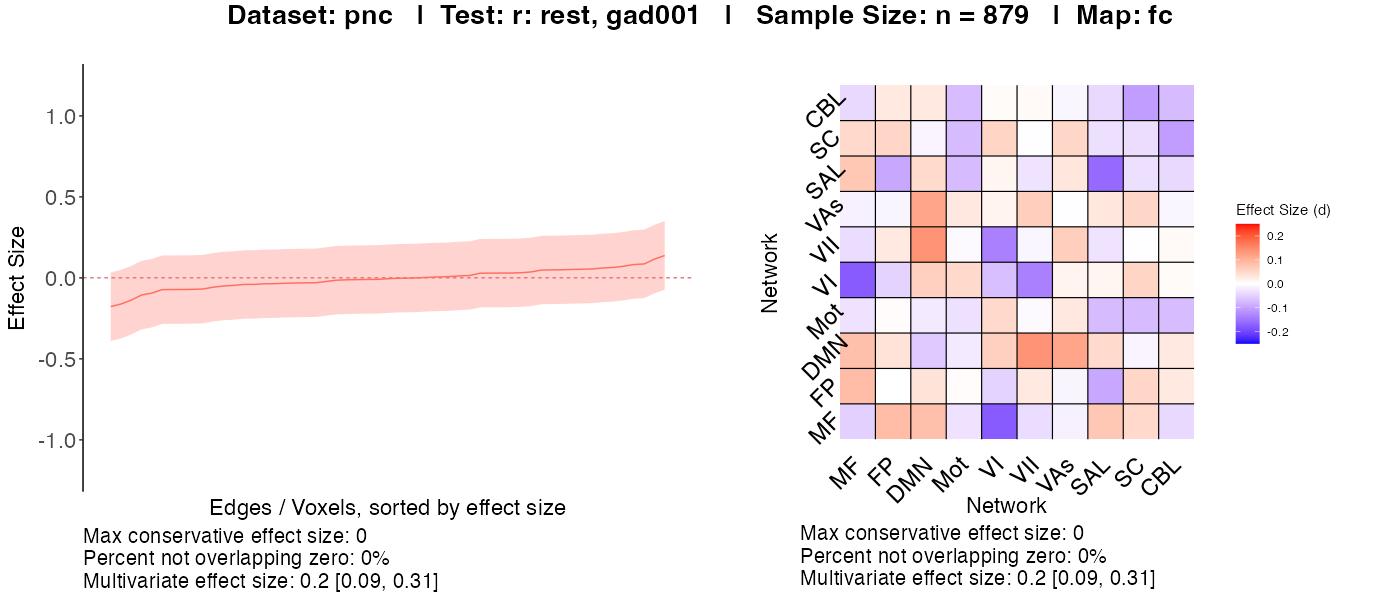 Dataset: pnc | Test: r: rest, gad001 | Sample Size: n = 879 | Map: fc
Effect Size
1.0
0.5
0.0
-0.5
-1.0
Edges / Voxels, sorted by effect size
Max conservative effect size: 0
Percent not overlapping zero: 0%
Multivariate effect size: 0.2 [0.09, 0.31]
Network
CBL
SC
SAL
VAs
VII
VI
Mot
DMN
FP
MF
MF FP DMN Mot VI VII VAs SAL SC CBL
Network
Effect Size (d)
0.2
0.1
0.0
-0.1
-0.2
Max conservative effect size: 0
Percent not overlapping zero: 0%
Multivariate effect size: 0.2 [0.09, 0.31]